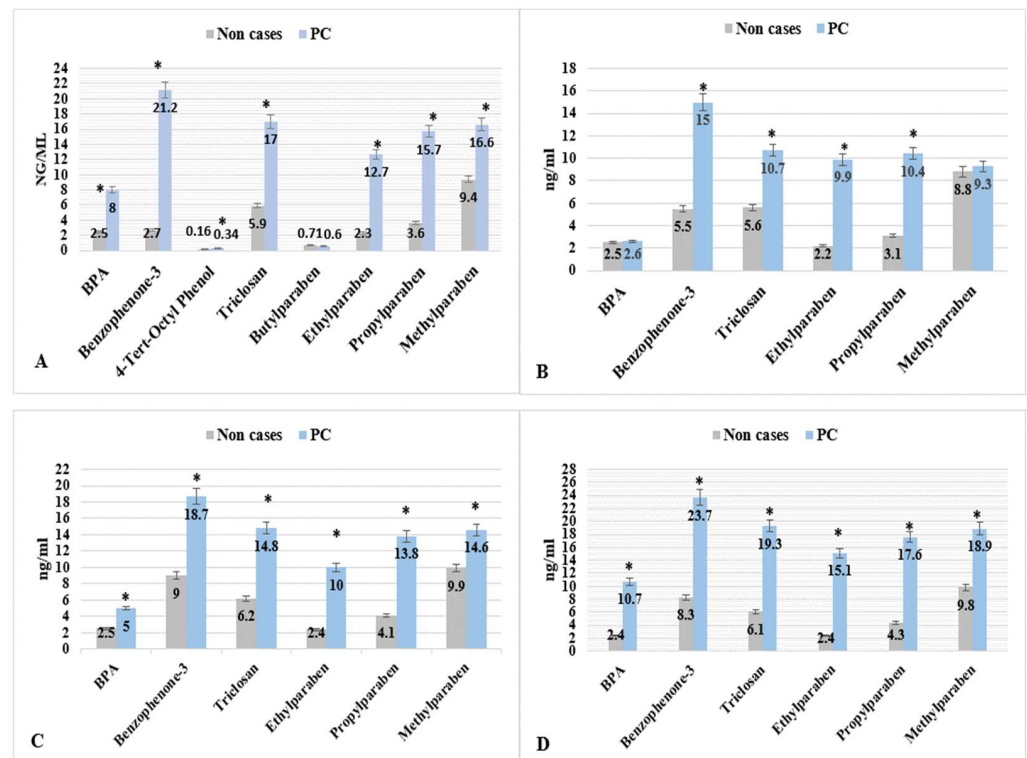 Non cases PC
24
22
20
18
16
14
12
10
8
6
4
2
0
NG/ML
* * * * * * *
2.5 8 2.7 21.2 0.16 0.34 5.9 17 0.71 0.6 2.3 12.7 3.6 15.7 9.4 16.6
BPA
Benzophenone-3
4-Tert-Octyl Phenol
Triclosan
Butylparaben
Ethylparaben
Propylparaben
Methylparaben
A
Non cases PC
18
16
14
12
10
8
6
4
2
0
ng/ml
* * * *
2.5 2.6 5.5 15 5.6 10.7 2.2 9.9 3.1 10.4 8.8 9.3
BPA
Benzophenone-3
Triclosan
Ethylparaben
Propylparaben
Methylparaben
B
Non cases PC
22
20
18
16
14
12
10
8
6
4
2
0
ng/ml
* * * * * *
2.5 5 9 18.7 6.2 14.8 2.4 10 4.1 13.8 9.9 14.6
BPA
Benzophenone-3
Triclosan
Ethylparaben
Propylparaben
Methylparaben
C
Non cases PC
28
26
24
22
20
18
16
14
12
10
8
6
4
2
0
ng/ml
* * * * * *
2.4 10.7 8.3 23.7 6.1 19.3 2.4 15.1 4.3 17.6 9.8 18.9
BPA
Benzophenone-3
Triclosan
Ethylparaben
Propylparaben
Methylparaben
D